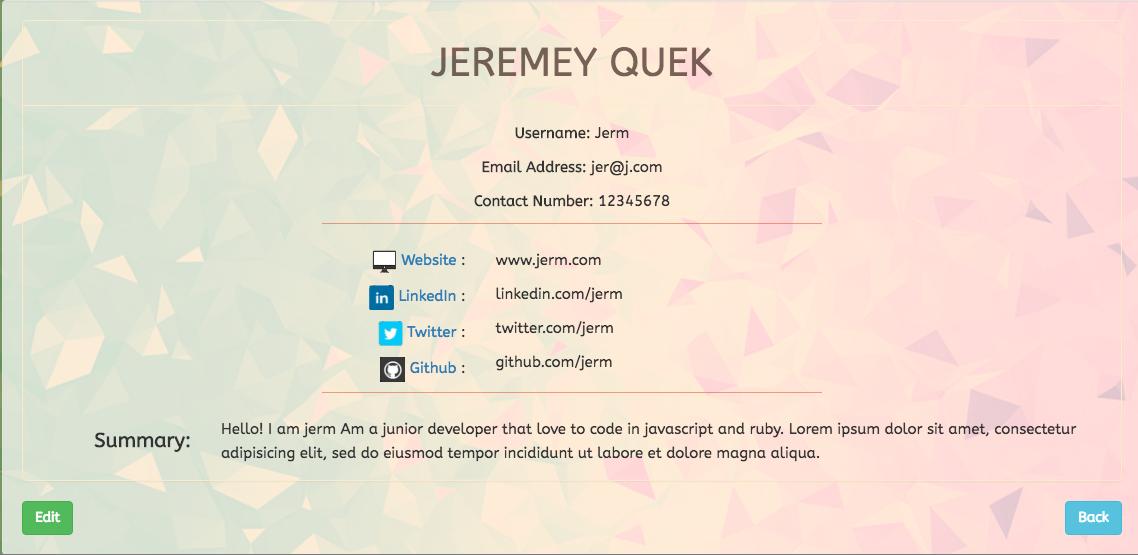 JEREMEY QUEK
Username: Jerm
Email Address: jer@j.com
Contact Number: 12345678
Website : www.jerm.com
in LinkedIn : linkedin.com/jerm
Twitter : twitter.com/jerm
Github : github.com/jerm
Summary: Hello! I am jerm Am a junior developer that love to code in javascript and ruby. Lorem ipsum dolor sit amet, consectetur
adipisicing elit, sed do eiusmod tempor incididunt ut labore et dolore magna aliqua.
Edit Back